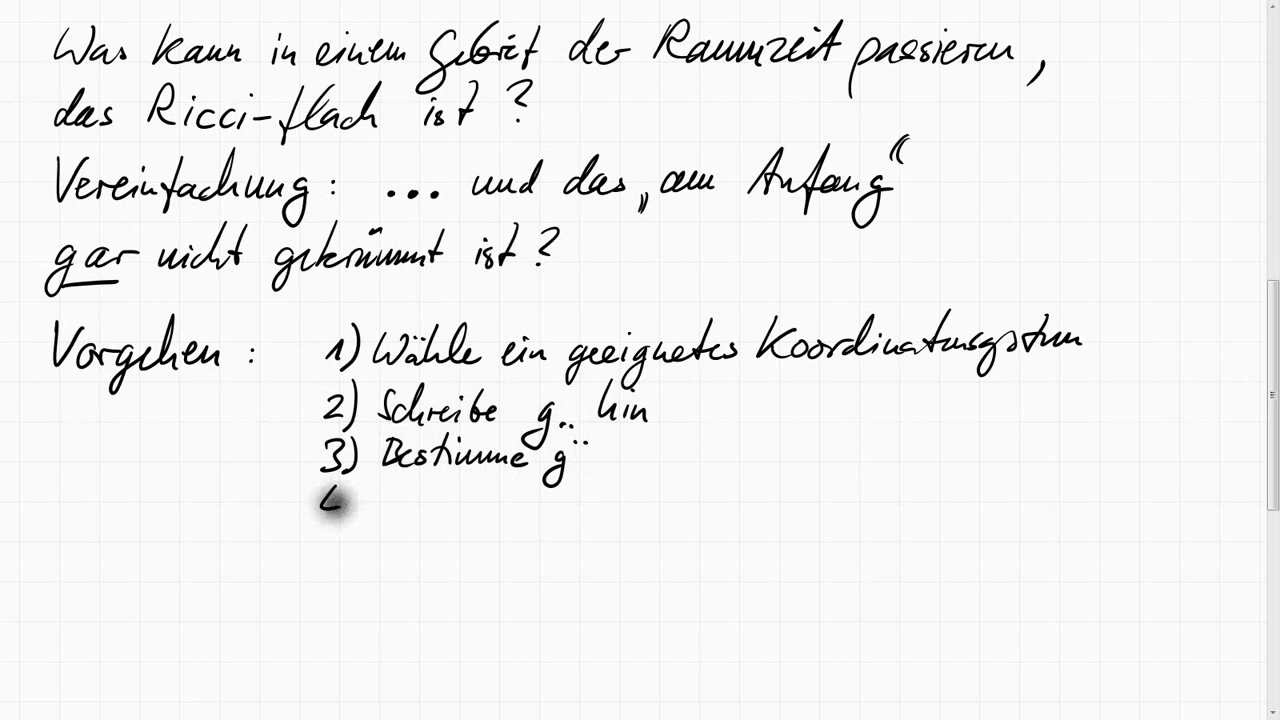 Was kann in einem Gebiet der Raumzeit passieren,
das Ricci-flach ist?
Vereinfachung: ... und das „am Anfang“
gar nicht gekrümmt ist?
Vorgehen: 1) Wähle ein geeignetes Koordinatensystem
2) Schreibe g.. hin
3) Bestimme g¨